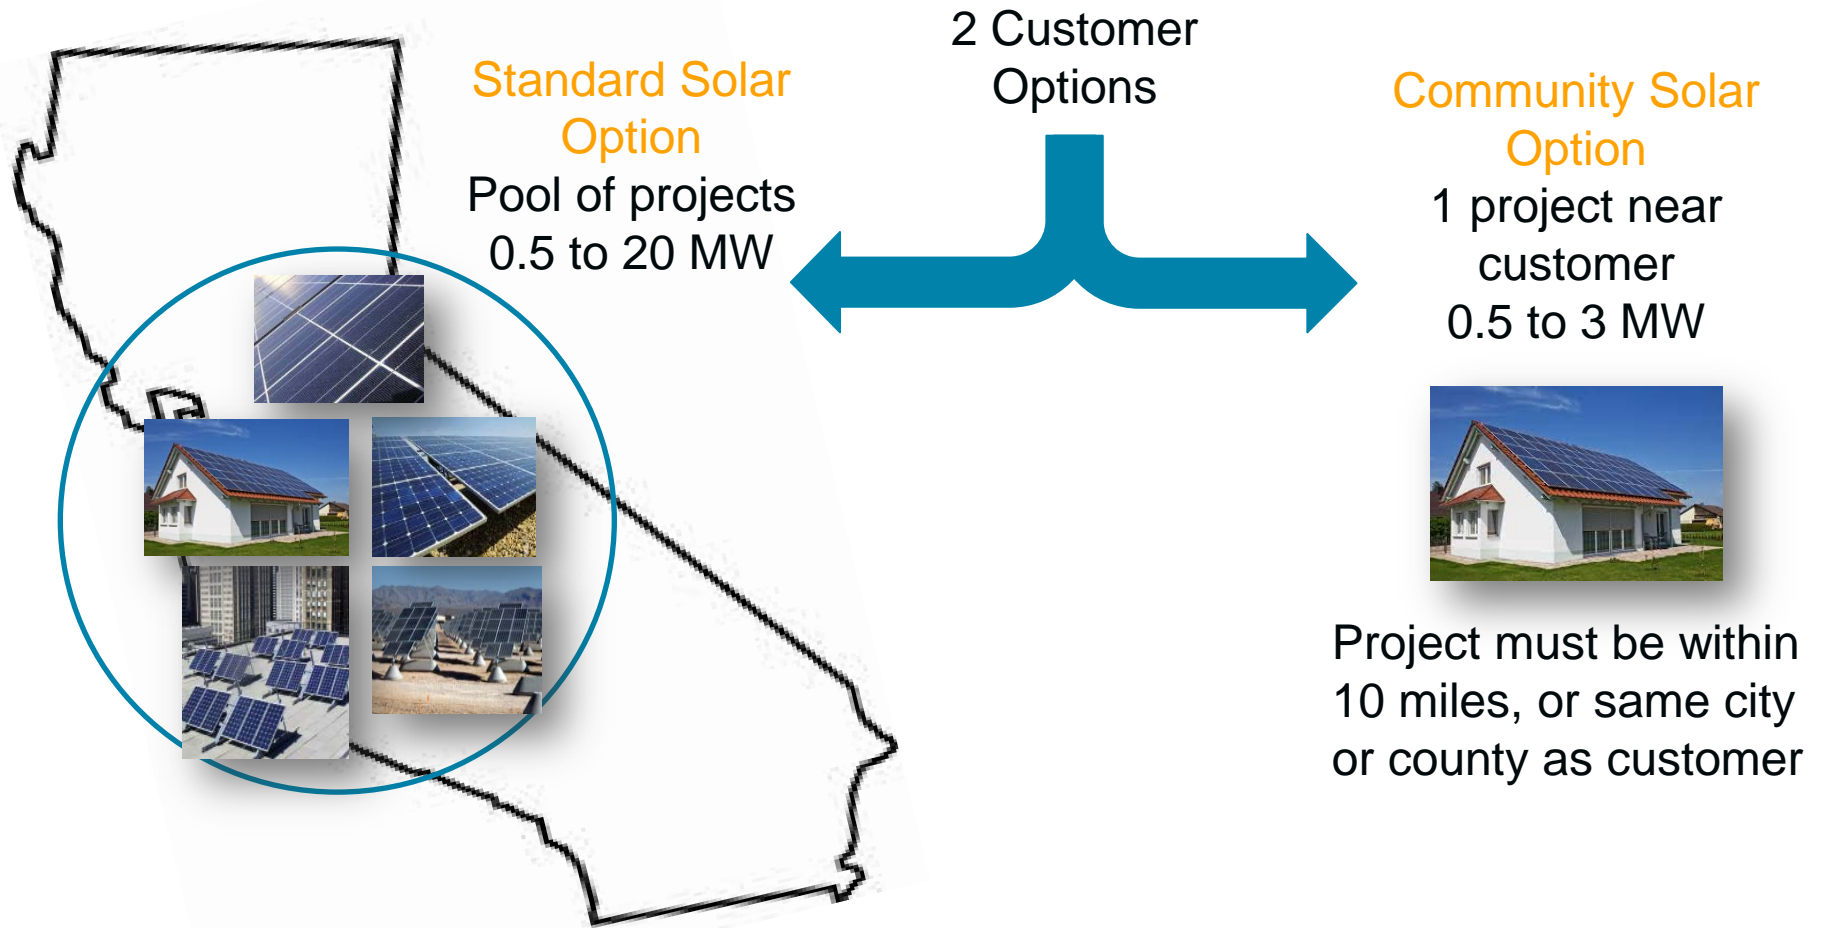 2 Customer
Options
Standard Solar
Option
Pool of projects
0.5 to 20 MW
Community Solar
Option
1 project near
customer
0.5 to 3 MW
Project must be within
10 miles, or same city
or county as customer